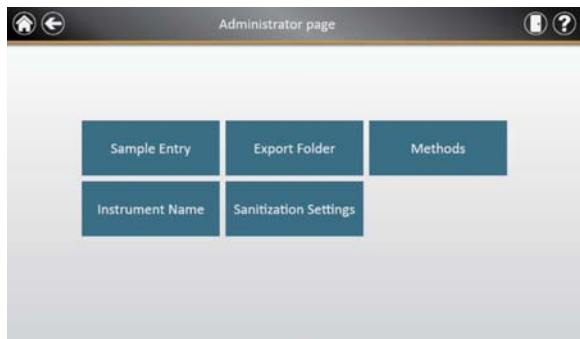 Administrator page
?
Sample Entry
Export Folder
Methods
Instrument Name
Sanitization Settings